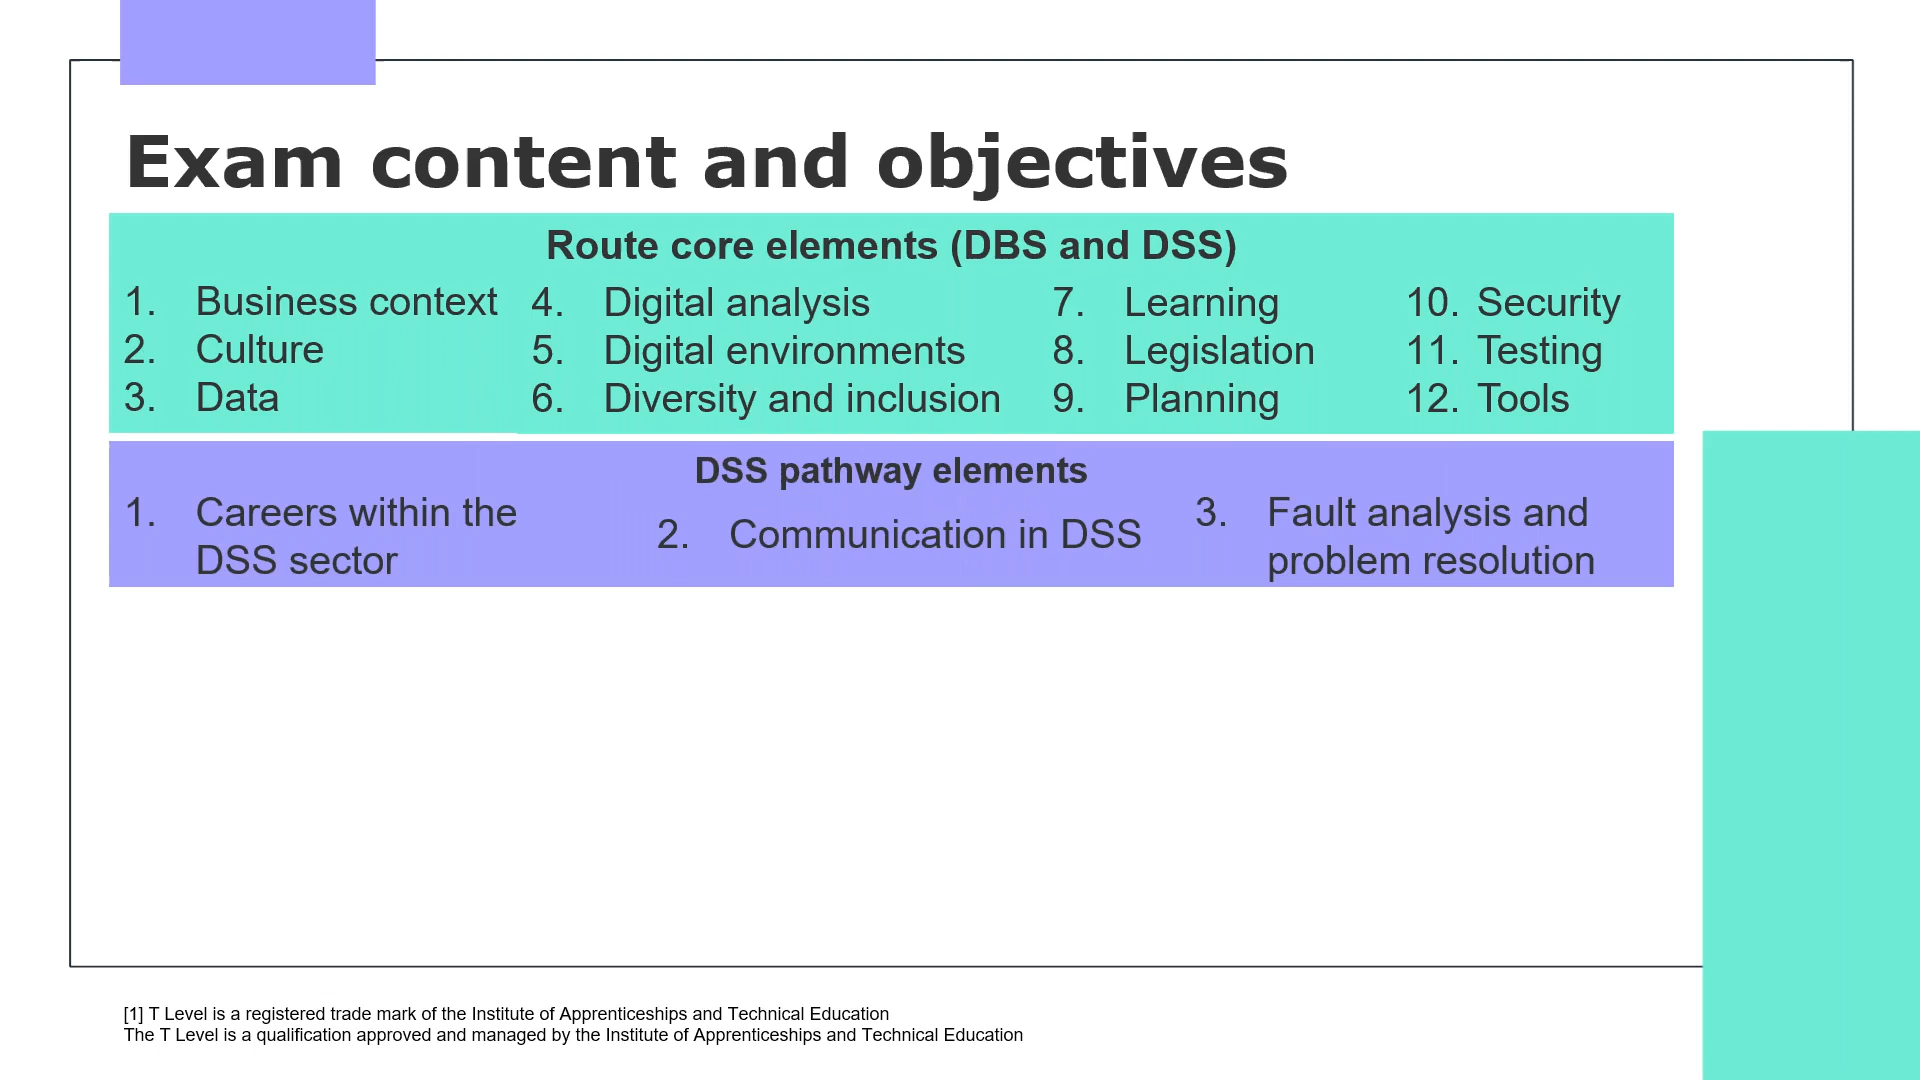 Exam content and objectives
Route core elements (DBS and DSS)
1. Business context
2. Culture
3. Data
4. Digital analysis
5. Digital environments
6. Diversity and inclusion
7. Learning
8. Legislation
9. Planning
10. Security
11. Testing
12. Tools
DSS pathway elements
1. Careers within the
DSS sector
2. Communication in DSS
3. Fault analysis and
problem resolution
[1] T Level is a registered trade mark of the Institute of Apprenticeships and Technical Education
The T Level is a qualification approved and managed by the Institute of Apprenticeships and Technical Education